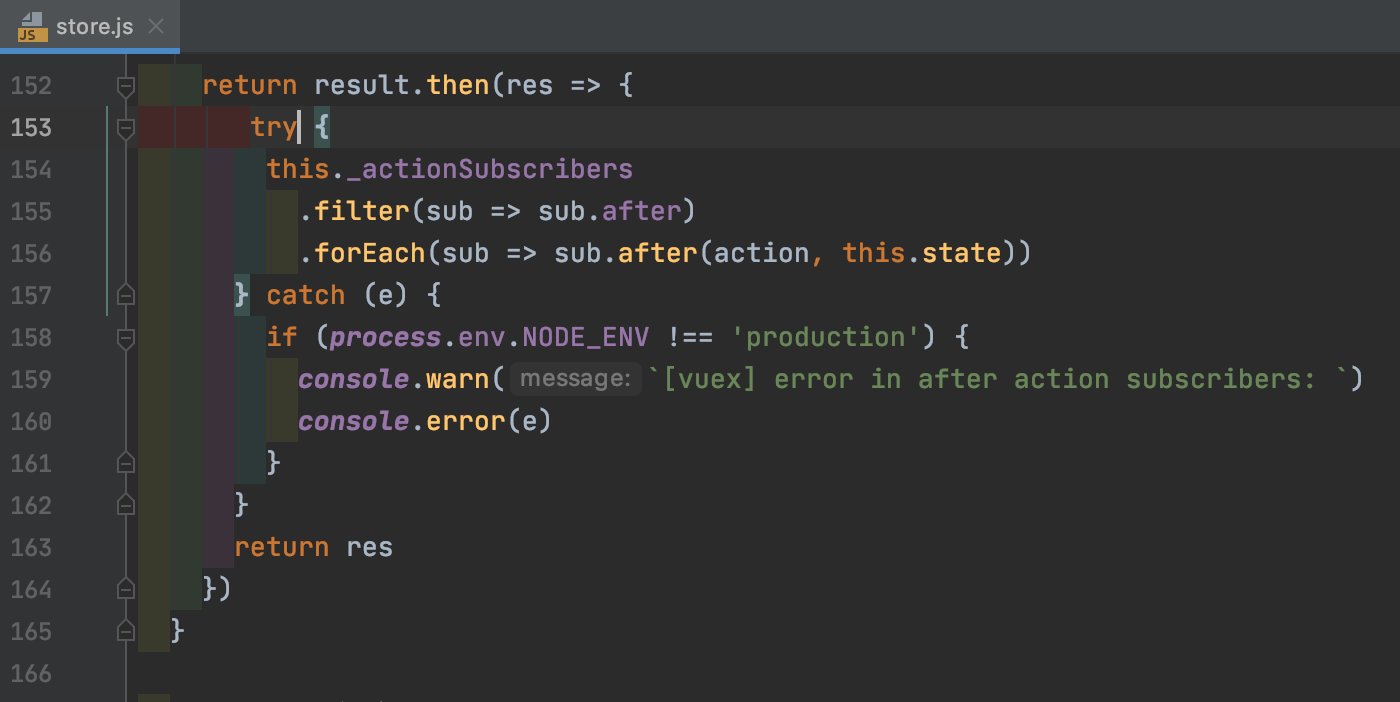 JS store.js
152 return result.then(res => {
153 try {
154 this._actionSubscribers
155 .filter(sub => sub.after)
156 .forEach(sub => sub.after(action, this.state))
157 } catch (e) {
158 if (process.env.NODE_ENV !== 'production') {
159 console.warn( message: `[vuex] error in after action subscribers: `)
160 console.error(e)
161 }
162 }
163 return res
164 })
165 }
166